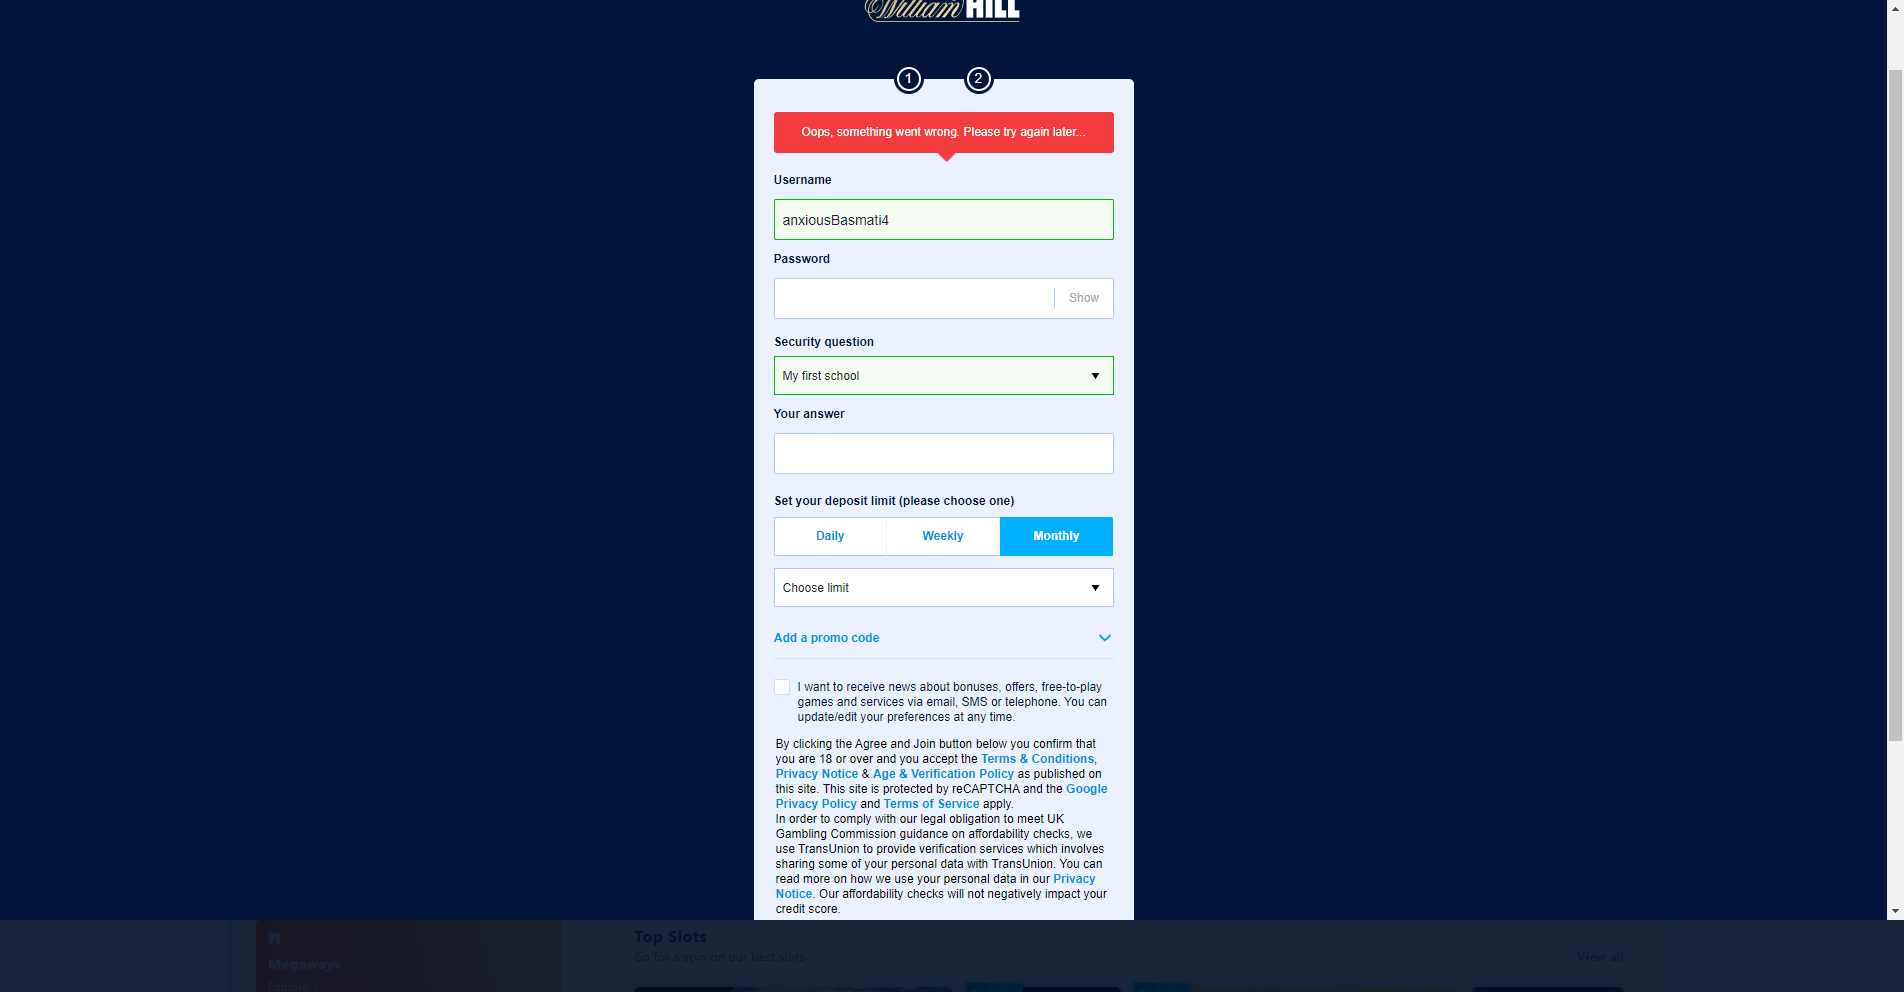 William HILL
1 2
Oops, something went wrong. Please try again later...
Username
anxiousBasmati4
Password
Show
Security question
My first school
Your answer
Set your deposit limit (please choose one)
Daily Weekly Monthly
Choose limit
Add a promo code
I want to receive news about bonuses, offers, free-to-play
games and services via email, SMS or telephone. You can
update/edit your preferences at any time.
By clicking the Agree and Join button below you confirm that
you are 18 or over and you accept the Terms & Conditions,
Privacy Notice & Age & Verification Policy as published on
this site. This site is protected by reCAPTCHA and the Google
Privacy Policy and Terms of Service apply.
In order to comply with our legal obligation to meet UK
Gambling Commission guidance on affordability checks, we
use TransUnion to provide verification services which involves
sharing some of your personal data with TransUnion. You can
read more on how we use your personal data in our Privacy
Notice. Our affordability checks will not negatively impact your
credit score.
Megaways
Explore
Top Slots
Go for a spin on our best slots
View all